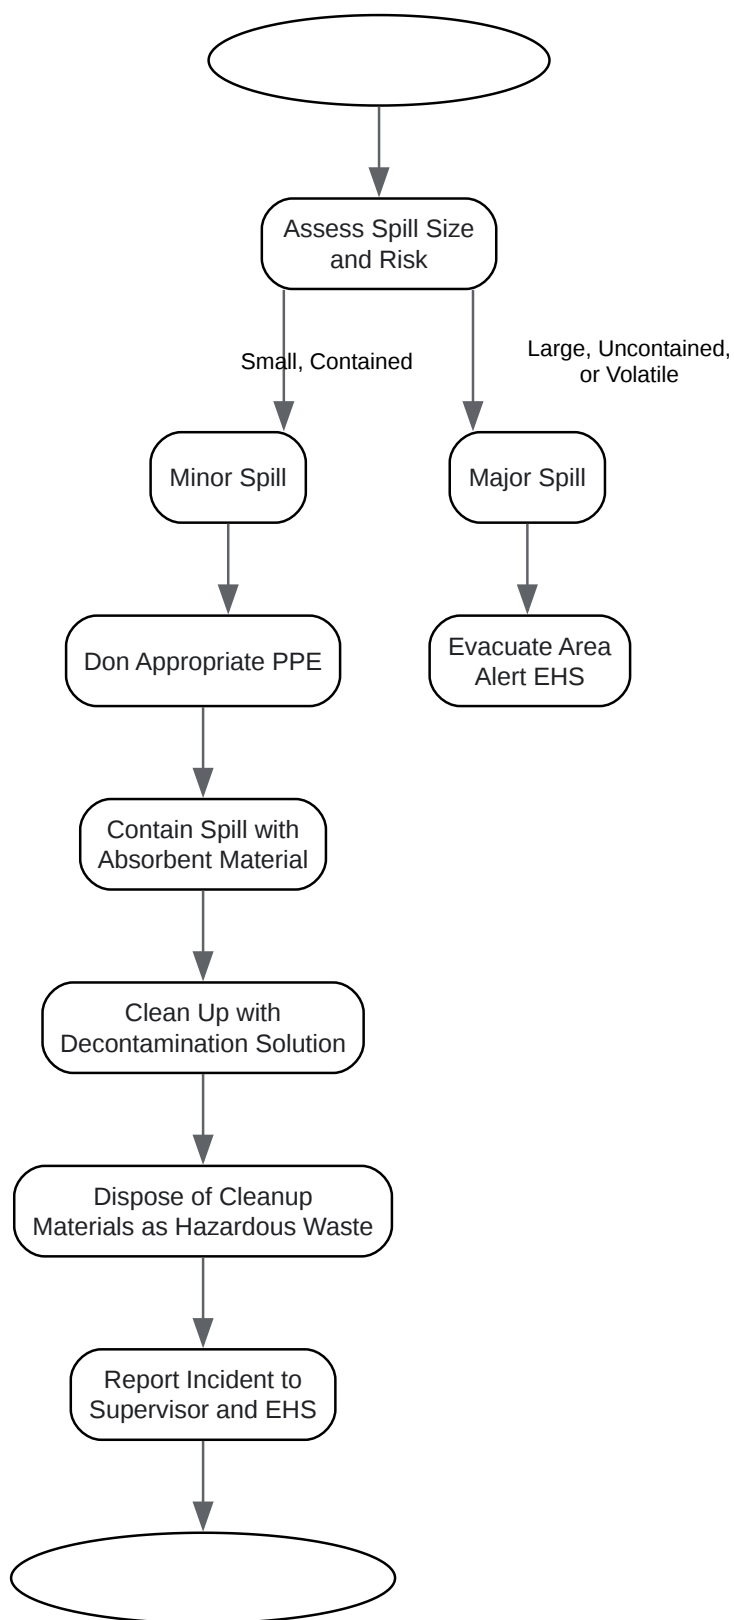 Assess Spill Size
and Risk
Small, Contained
Large, Uncontained,
or Volatile
Minor Spill
Major Spill
Don Appropriate PPE
Evacuate Area
Alert EHS
Contain Spill with
Absorbent Material
Clean Up with
Decontamination Solution
Dispose of Cleanup
Materials as Hazardous Waste
Report Incident to
Supervisor and EHS